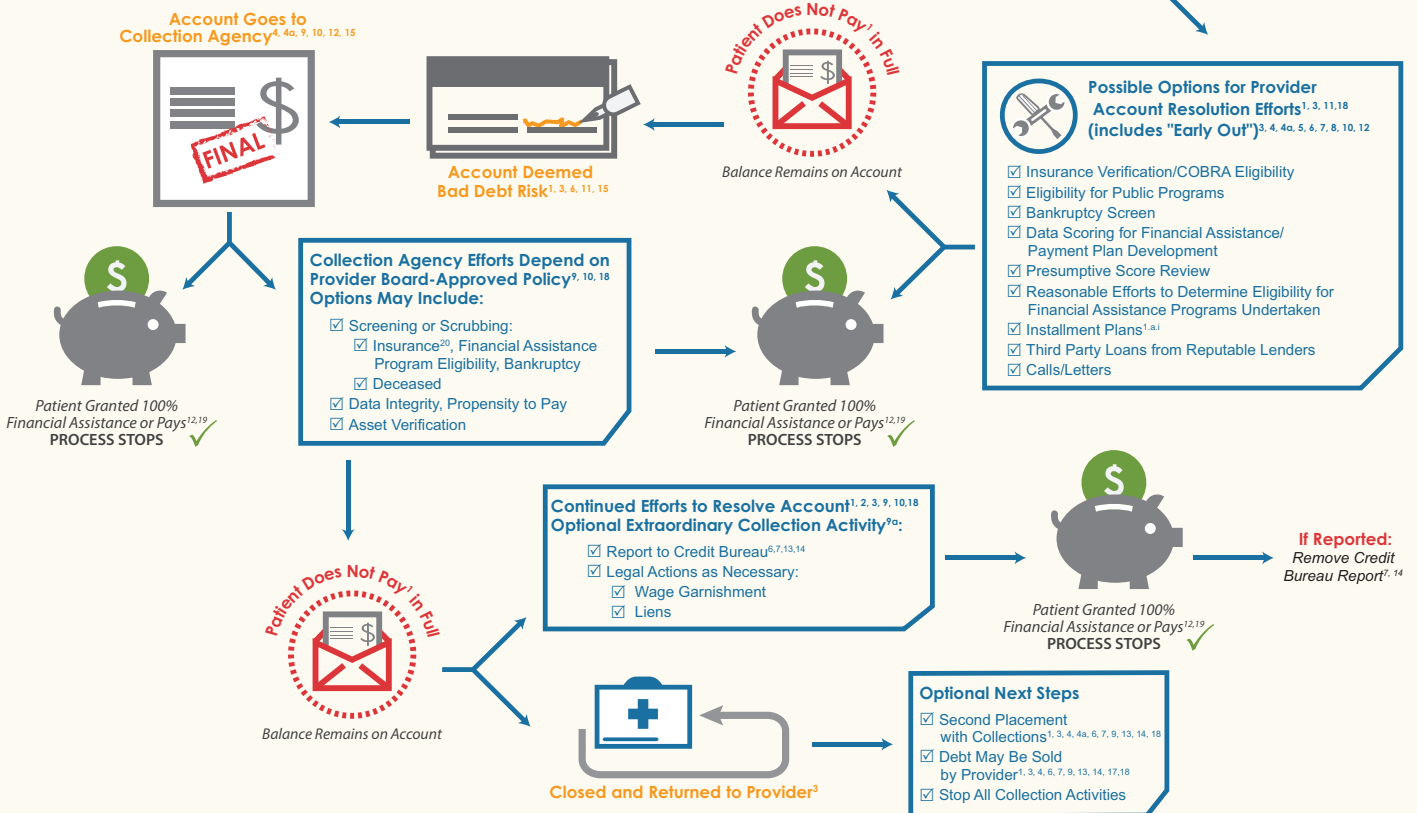 Account Goes to
Collection Agency4, 4a, 9, 10, 12, 15
$
FINAL
Account Deemed
Bad Debt Risk1, 3, 6, 11, 15
Patient Does Not Pay1 in Full
$
Balance Remains on Account
Possible Options for Provider
Account Resolution Efforts1, 3, 11,18
(includes "Early Out")3, 4, 4a, 5, 6, 7, 8, 10, 12
☑ Insurance Verification/COBRA Eligibility
☑ Eligibility for Public Programs
☑ Bankruptcy Screen
☑ Data Scoring for Financial Assistance/
Payment Plan Development
☑ Presumptive Score Review
☑ Reasonable Efforts to Determine Eligibility for
Financial Assistance Programs Undertaken
☑ Installment Plans1.a.i
☑ Third Party Loans from Reputable Lenders
☑ Calls/Letters
$
Patient Granted 100%
Financial Assistance or Pays12,19
PROCESS STOPS
Collection Agency Efforts Depend on
Provider Board-Approved Policy9, 10, 18
Options May Include:
☑ Screening or Scrubbing:
☑ Insurance20, Financial Assistance
Program Eligibility, Bankruptcy
☑ Deceased
☑ Data Integrity, Propensity to Pay
☑ Asset Verification
$
Patient Granted 100%
Financial Assistance or Pays12,19
PROCESS STOPS
Patient Does Not Pay1 in Full
$
Balance Remains on Account
Continued Efforts to Resolve Account1, 2, 3, 9, 10,18
Optional Extraordinary Collection Activity9a:
☑ Report to Credit Bureau6,7,13,14
☑ Legal Actions as Necessary:
☑ Wage Garnishment
☑ Liens
$
Patient Granted 100%
Financial Assistance or Pays12,19
PROCESS STOPS
If Reported:
Remove Credit
Bureau Report7, 14
Closed and Returned to Provider3
Optional Next Steps
☑ Second Placement
with Collections1, 3, 4, 4a, 6, 7, 9, 13, 14, 18
☑ Debt May Be Sold
by Provider1, 3, 4, 6, 7, 9, 13, 14, 17,18
☑ Stop All Collection Activities